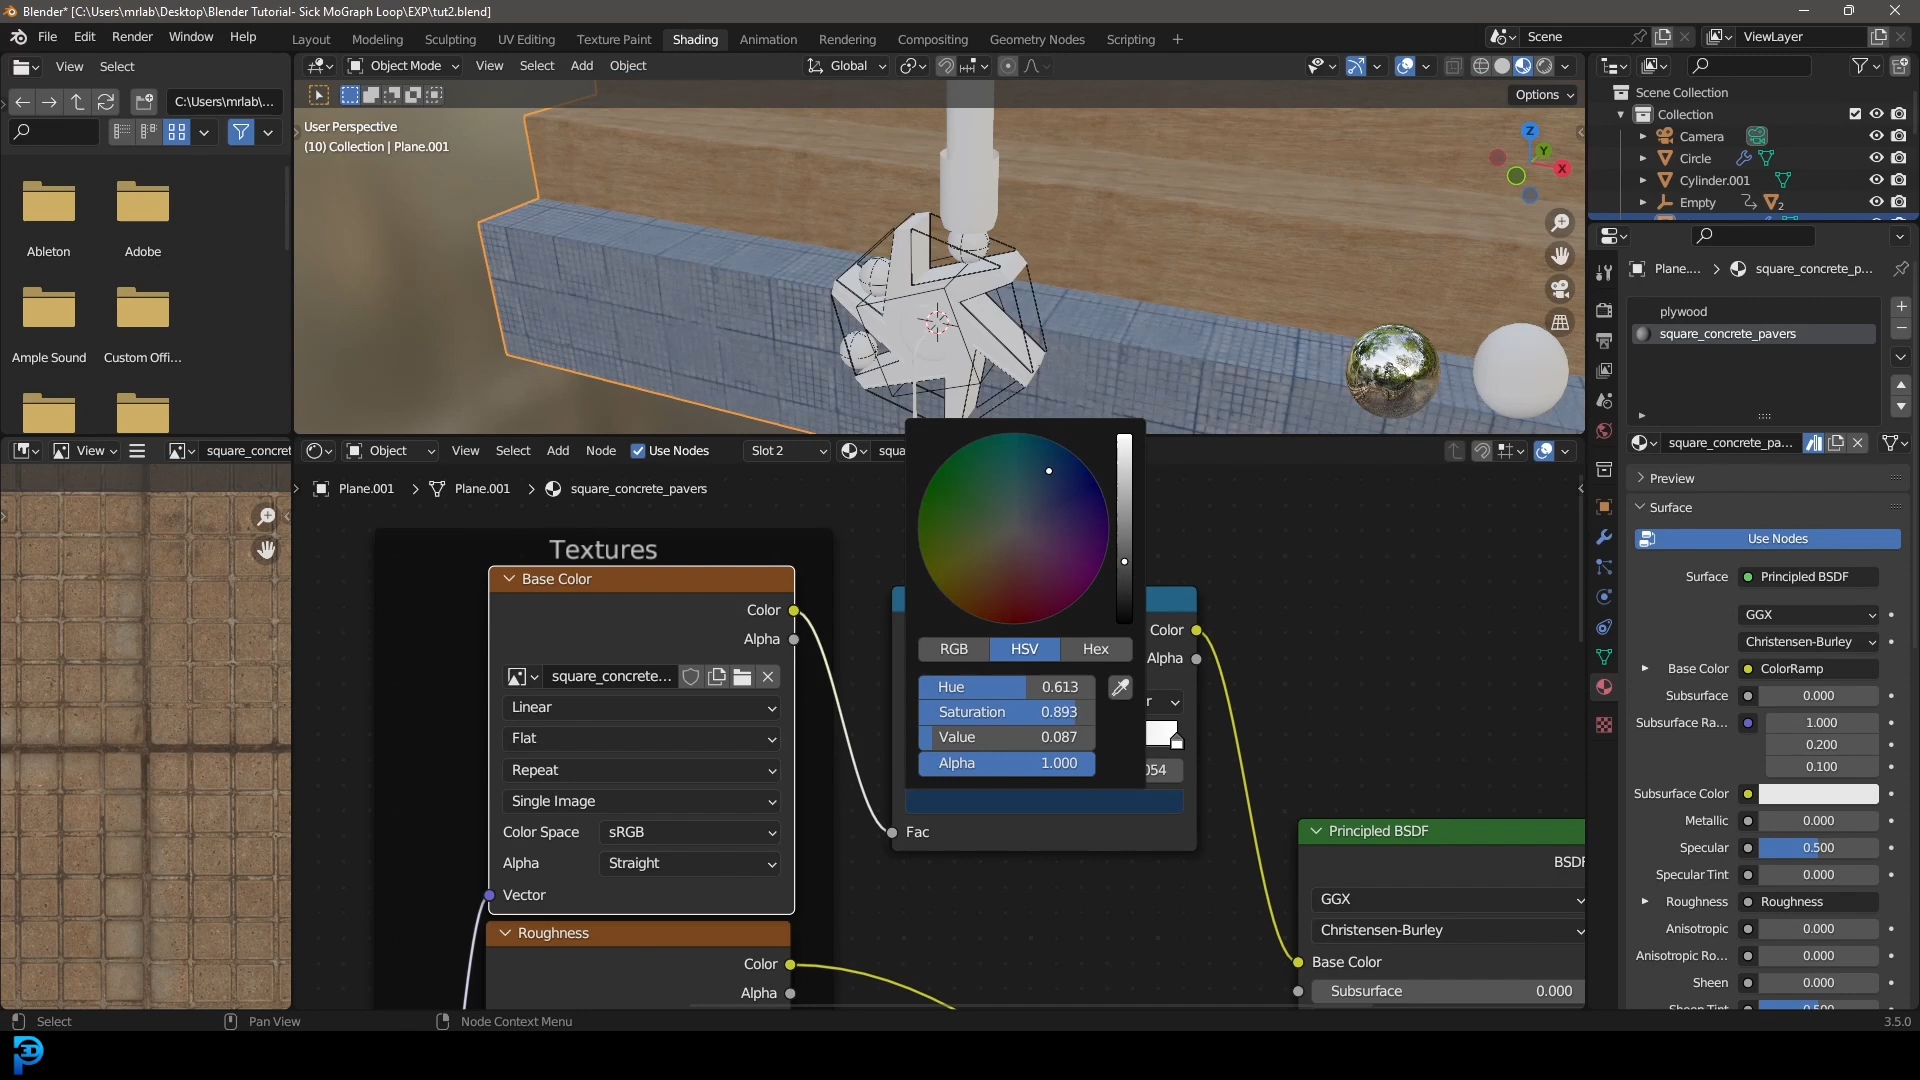 Blender* [C:\Users\mrlab\Desktop\Blender Tutorial- Sick MoGraph Loop\EXP\tut2.blend]
File Edit Render Window Help
Layout Modeling Sculpting UV Editing Texture Paint Shading Animation Rendering Compositing Geometry Nodes Scripting +
Scene
ViewLayer
View Select
C:\Users\mrlab\...
Ableton
Adobe
Ample Sound
Custom Offi...
Object Mode View Select Add Object
Global
Options
User Perspective
(10) Collection | Plane.001
Z
Y
X
Scene Collection
Collection
Camera
Circle
Cylinder.001
Empty
2
Plane.... > square_concrete_p...
plywood
square_concrete_pavers
square_concrete_pa...
Preview
Surface
Use Nodes
Surface Principled BSDF
GGX
Christensen-Burley
Base Color ColorRamp
Subsurface 0.000
Subsurface Ra... 1.000
0.200
0.100
Subsurface Color
Metallic 0.000
Specular 0.500
Specular Tint 0.000
Roughness Roughness
Anisotropic 0.000
Anisotropic Ro... 0.000
Sheen 0.000
Sheen Tint 0.500
View
square_concret
Object View Select Add Node Use Nodes
Slot 2
squa
Plane.001 > Plane.001 > square_concrete_pavers
Textures
Base Color
Color
Alpha
square_concrete...
Linear
Flat
Repeat
Single Image
Color Space sRGB
Alpha Straight
Vector
Roughness
Color
Alpha
RGB HSV Hex
Hue 0.613
Saturation 0.893
Value 0.087
Alpha 1.000
Color
Alpha
r
054
Fac
Principled BSDF
BSDF
GGX
Christensen-Burley
Base Color
Subsurface 0.000
Select
Pan View
Node Context Menu
3.5.0